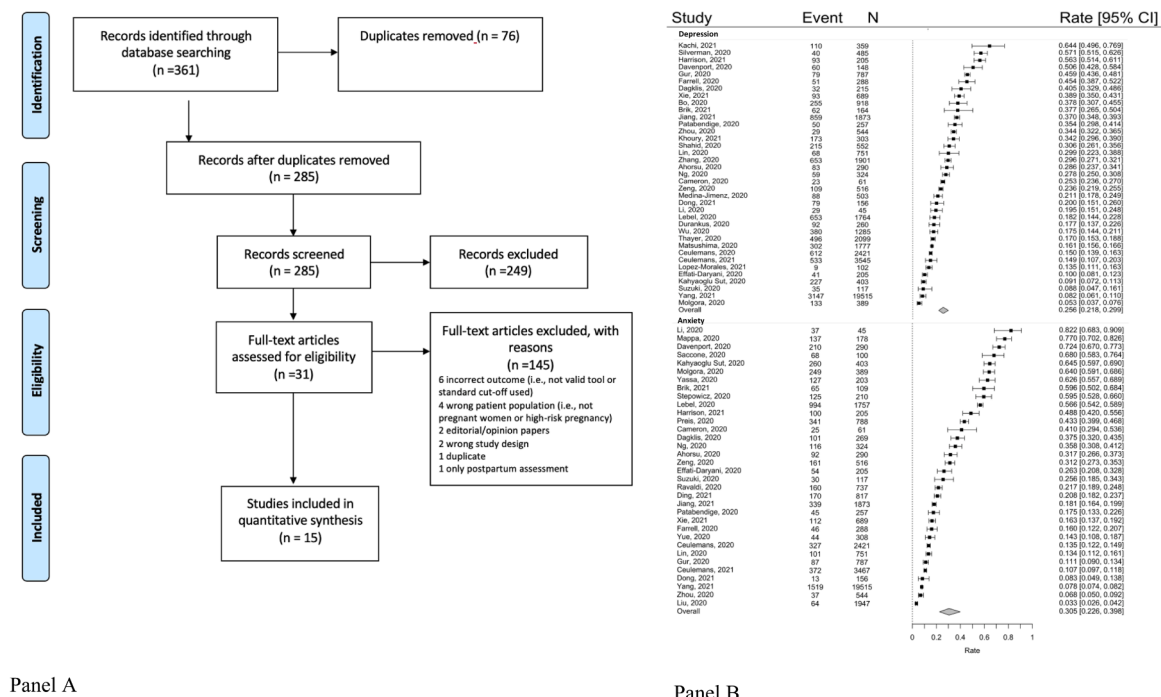 Identification
Records identified through
database searching
(n =361)
Duplicates removed (n = 76)
Records after duplicates removed
(n = 285)
Screening
Records screened
(n = 285)
Records excluded
(n =249)
Eligibility
Full-text articles
assessed for eligibility
(n =31)
Full-text articles excluded, with
reasons
(n =145)
6 incorrect outcome (i.e., not valid tool or
standard cut-off used)
4 wrong patient population (i.e., not
pregnant women or high-risk pregnancy)
2 editorial/opinion papers
2 wrong study design
1 duplicate
1 only postpartum assessment
Included
Studies included in
quantitative synthesis
(n = 15)
Panel A
Study Event N Rate [95% CI]
Depression
Kachi, 2021 110 359 0.644 [0.496, 0.769]
Silverman, 2020 40 485 0.571 [0.515, 0.626]
Harrison, 2021 93 205 0.563 [0.514, 0.611]
Davenport, 2020 60 148 0.506 [0.428, 0.584]
Gur, 2020 79 787 0.459 [0.436, 0.481]
Farrell, 2020 51 288 0.454 [0.387, 0.522]
Dagklis, 2020 32 215 0.405 [0.329, 0.486]
Xie, 2021 93 689 0.389 [0.350, 0.431]
Bo, 2020 255 918 0.378 [0.307, 0.455]
Brik, 2021 62 164 0.377 [0.265, 0.504]
Jiang, 2021 859 1873 0.370 [0.348, 0.393]
Patabendige, 2020 50 257 0.354 [0.298, 0.414]
Zhou, 2020 29 544 0.344 [0.322, 0.365]
Khoury, 2021 173 303 0.342 [0.296, 0.390]
Shahid, 2020 215 552 0.306 [0.261, 0.356]
Lin, 2020 68 751 0.299 [0.223, 0.388]
Zhang, 2020 653 1901 0.296 [0.271, 0.321]
Ahorsu, 2020 83 290 0.286 [0.237, 0.341]
Ng, 2020 59 324 0.278 [0.250, 0.308]
Cameron, 2020 23 61 0.253 [0.236, 0.270]
Zeng, 2020 109 516 0.236 [0.219, 0.255]
Medina-Jimenz, 2020 88 503 0.211 [0.178, 0.249]
Dong, 2021 79 156 0.200 [0.151, 0.260]
Li, 2020 29 45 0.195 [0.151, 0.248]
Lebel, 2020 653 1764 0.182 [0.144, 0.228]
Durankus, 2020 92 260 0.177 [0.137, 0.226]
Wu, 2020 380 1285 0.175 [0.144, 0.211]
Thayer, 2020 496 2099 0.170 [0.153, 0.188]
Matsushima, 2020 302 1777 0.161 [0.156, 0.166]
Ceulemans, 2020 612 2421 0.150 [0.139, 0.163]
Ceulemans, 2021 533 3545 0.149 [0.107, 0.203]
Lopez-Morales, 2021 9 102 0.135 [0.111, 0.163]
Effati-Daryani, 2020 41 205 0.100 [0.081, 0.123]
Kahyaoglu Sut, 2020 227 403 0.091 [0.072, 0.113]
Suzuki, 2020 35 117 0.088 [0.047, 0.161]
Yang, 2021 3147 19515 0.082 [0.061, 0.110]
Molgora, 2020 133 389 0.053 [0.037, 0.076]
Overall 0.256 [0.218, 0.299]
Anxiety
Li, 2020 37 45 0.822 [0.683, 0.909]
Mappa, 2020 137 178 0.770 [0.702, 0.826]
Davenport, 2020 210 290 0.724 [0.670, 0.773]
Saccone, 2020 68 100 0.680 [0.583, 0.764]
Kahyaoglu Sut, 2020 260 403 0.645 [0.597, 0.690]
Molgora, 2020 249 389 0.640 [0.591, 0.686]
Yassa, 2020 127 203 0.626 [0.557, 0.689]
Brik, 2021 65 109 0.596 [0.502, 0.684]
Stepowicz, 2020 125 210 0.595 [0.528, 0.660]
Lebel, 2020 994 1757 0.566 [0.542, 0.589]
Harrison, 2021 100 205 0.488 [0.420, 0.556]
Preis, 2020 341 788 0.433 [0.399, 0.468]
Cameron, 2020 25 61 0.410 [0.294, 0.536]
Dagklis, 2020 101 269 0.375 [0.320, 0.435]
Ng, 2020 116 324 0.358 [0.308, 0.412]
Ahorsu, 2020 92 290 0.317 [0.266, 0.373]
Zeng, 2020 161 516 0.312 [0.273, 0.353]
Effati-Daryani, 2020 54 205 0.263 [0.208, 0.328]
Suzuki, 2020 30 117 0.256 [0.185, 0.343]
Ravaldi, 2020 160 737 0.217 [0.189, 0.248]
Ding, 2021 170 817 0.208 [0.182, 0.237]
Jiang, 2021 339 1873 0.181 [0.164, 0.199]
Patabendige, 2020 45 257 0.175 [0.133, 0.226]
Xie, 2021 112 689 0.163 [0.137, 0.192]
Farrell, 2020 46 288 0.160 [0.122, 0.207]
Yue, 2020 44 308 0.143 [0.108, 0.187]
Ceulemans, 2020 327 2421 0.135 [0.122, 0.149]
Lin, 2020 101 751 0.134 [0.112, 0.161]
Gur, 2020 87 787 0.111 [0.090, 0.134]
Ceulemans, 2021 372 3467 0.107 [0.097, 0.118]
Dong, 2021 13 156 0.083 [0.049, 0.138]
Yang, 2021 1519 19515 0.078 [0.074, 0.082]
Zhou, 2020 37 544 0.068 [0.050, 0.092]
Liu, 2020 64 1947 0.033 [0.026, 0.042]
Overall 0.305 [0.226, 0.398]
0 0.2 0.4 0.6 0.8 1
Rate
Panel B